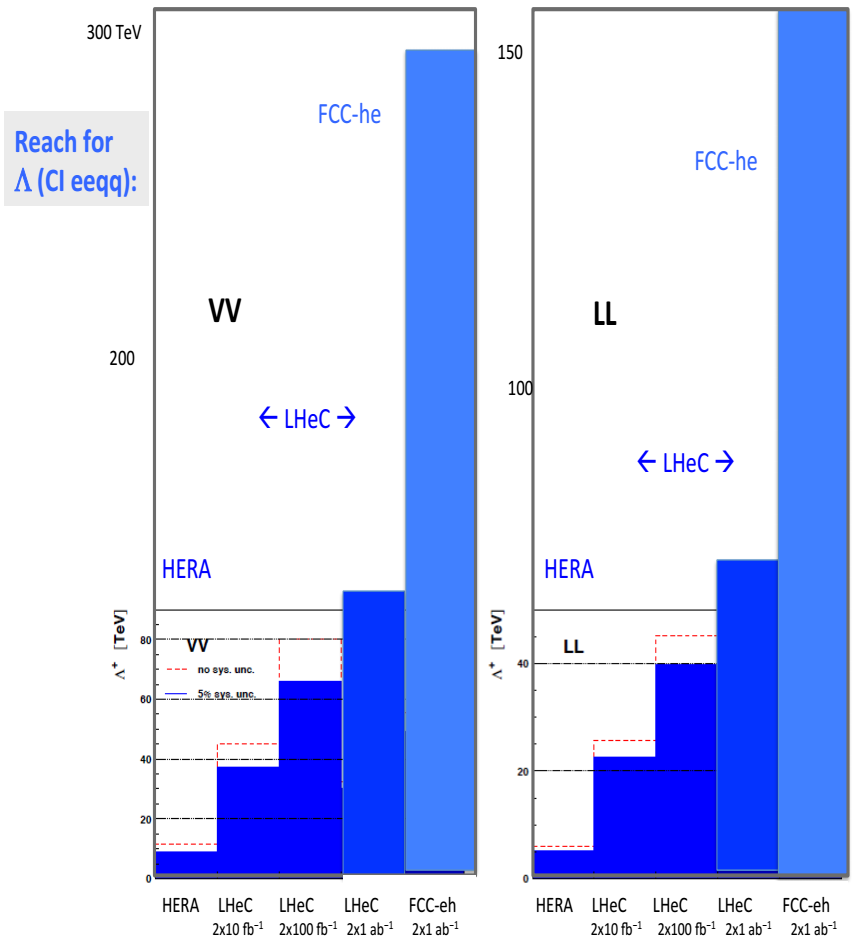 300 TeV
150
FCC-he
Reach for
Λ (CI eeqq):
FCC-he
VV
LL
200
100
← LHeC →
← LHeC →
HERA
HERA
Λ⁺ [TeV]
80
VV
no sys. unc.
5% sys. unc.
60
40
20
0
Λ⁺ [TeV]
LL
40
20
0
HERA LHeC LHeC LHeC FCC-eh
2x10 fb⁻¹ 2x100 fb⁻¹ 2x1 ab⁻¹ 2x1 ab⁻¹
HERA LHeC LHeC LHeC FCC-eh
2x10 fb⁻¹ 2x100 fb⁻¹ 2x1 ab⁻¹ 2x1 ab⁻¹